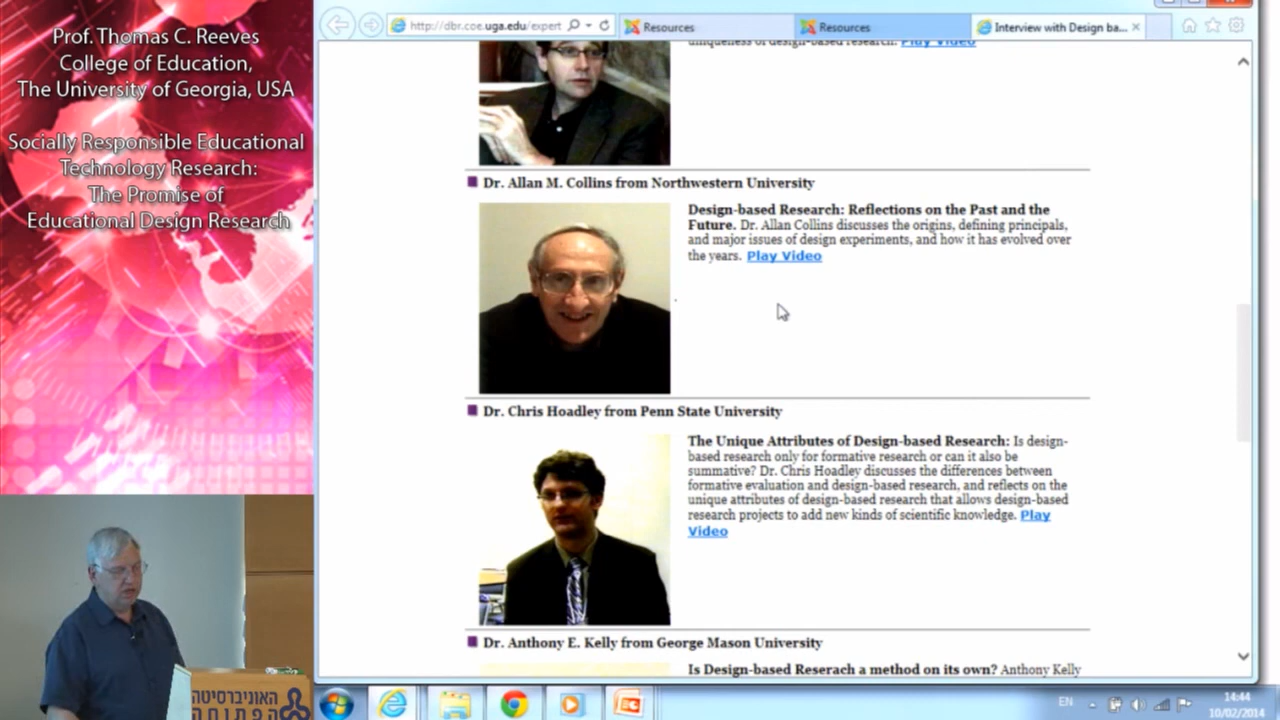 Prof. Thomas C. Reeves
College of Education,
The University of Georgia, USA
Socially Responsible Educational
Technology Research:
The Promise of
Educational Design Research
http://dbr.coe.uga.edu/expert
Resources
Resources
Interview with Design ba...
uniqueness of design-based research. Play Video
Dr. Allan M. Collins from Northwestern University
Design-based Research: Reflections on the Past and the
Future. Dr. Allan Collins discusses the origins, defining principals,
and major issues of design experiments, and how it has evolved over
the years. Play Video
Dr. Chris Hoadley from Penn State University
The Unique Attributes of Design-based Research: Is design-
based research only for formative research or can it also be
summative? Dr. Chris Hoadley discusses the differences between
formative evaluation and design-based research, and reflects on the
unique attributes of design-based research that allows design-based
research projects to add new kinds of scientific knowledge. Play
Video
Dr. Anthony E. Kelly from George Mason University
Is Design-based Reserach a method on its own? Anthony Kelly
האוניברסיטה
הפתוחה
EN
14:44
10/02/2014